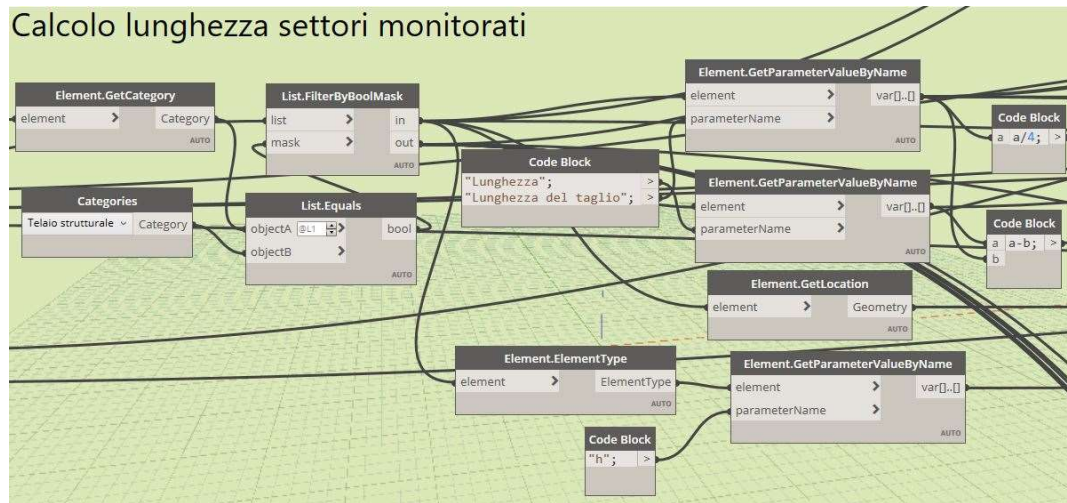 Calcolo lunghezza settori monitorati
Element.GetCategory
element > Category
AUTO
List.FilterByBoolMask
list > in
mask > out
AUTO
Element.GetParameterValueByName
element > var[]..[]
parameterName >
AUTO
Code Block
a a/4; >
Code Block
"Lunghezza"; >
"Lunghezza del taglio"; >
Categories
Telaio strutturale Category
List.Equals
objectA @L1 > bool
objectB >
AUTO
Element.GetParameterValueByName
element > var[]..[]
parameterName >
AUTO
Code Block
a a-b; >
b
Element.GetLocation
element > Geometry
AUTO
Element.ElementType
element > ElementType
AUTO
Element.GetParameterValueByName
element > var[]..[]
parameterName >
AUTO
Code Block
"h"; >